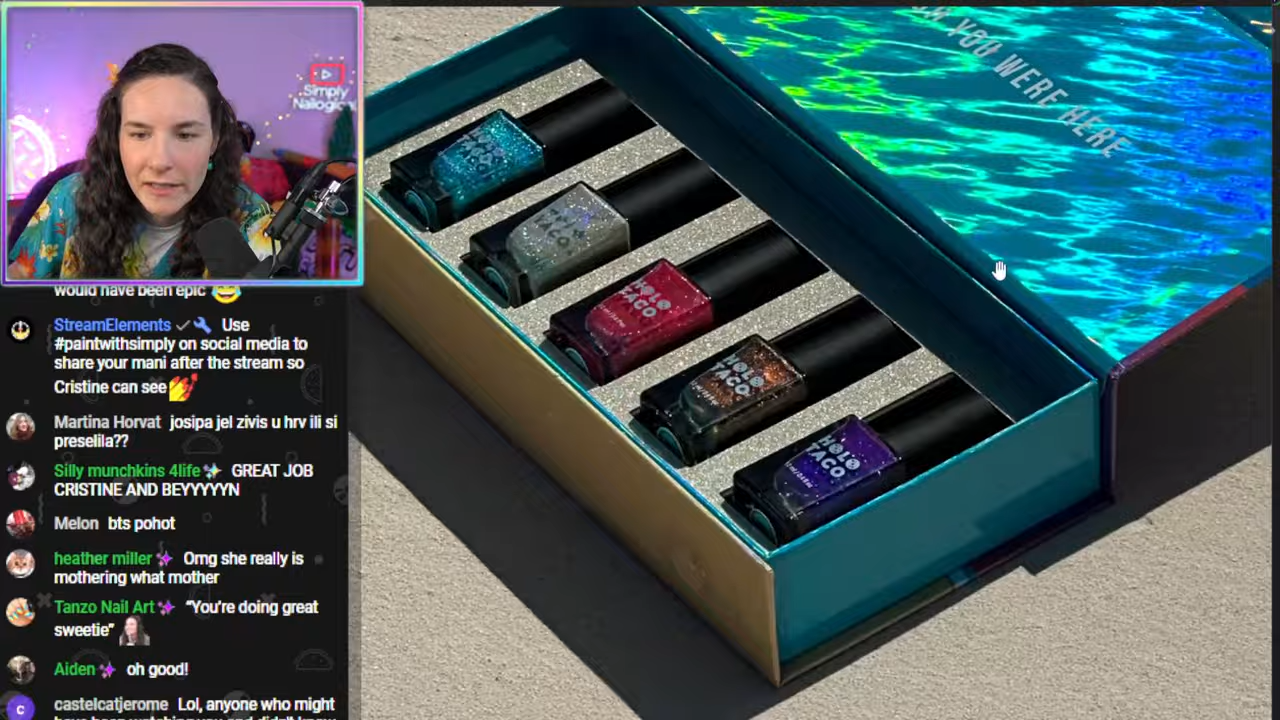 Simply
Nailogical
WERE HERE
YOU
HOLO
TACO
HOLO
TACO
HOLO
TACO
would have been epic
StreamElements Use
#paintwithsimply on social media to
share your mani after the stream so
Cristine can see
Martina Horvat josipa jel zivis u hrv ili si
preselila??
Silly munchkins 4life GREAT JOB
CRISTINE AND BEYYYYYN
Melon bts pohot
heather miller Omg she really is
mothering what mother
Tanzo Nail Art “You’re doing great
sweetie”
Aiden oh good!
C
castelcatjerome Lol, anyone who might